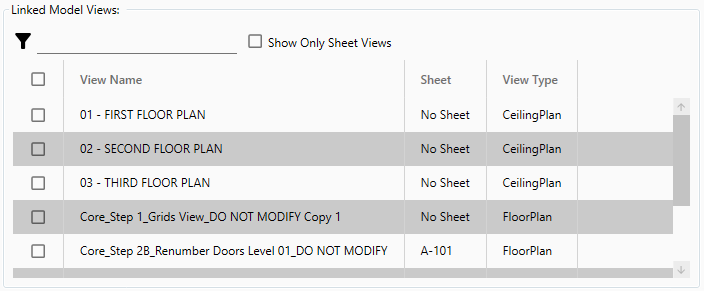 Linked Model Views:
Show Only Sheet Views
View Name Sheet View Type
01 - FIRST FLOOR PLAN No Sheet CeilingPlan
02 - SECOND FLOOR PLAN No Sheet CeilingPlan
03 - THIRD FLOOR PLAN No Sheet CeilingPlan
Core_Step 1_Grids View_DO NOT MODIFY Copy 1 No Sheet FloorPlan
Core_Step 2B_Renumber Doors Level 01_DO NOT MODIFY A-101 FloorPlan